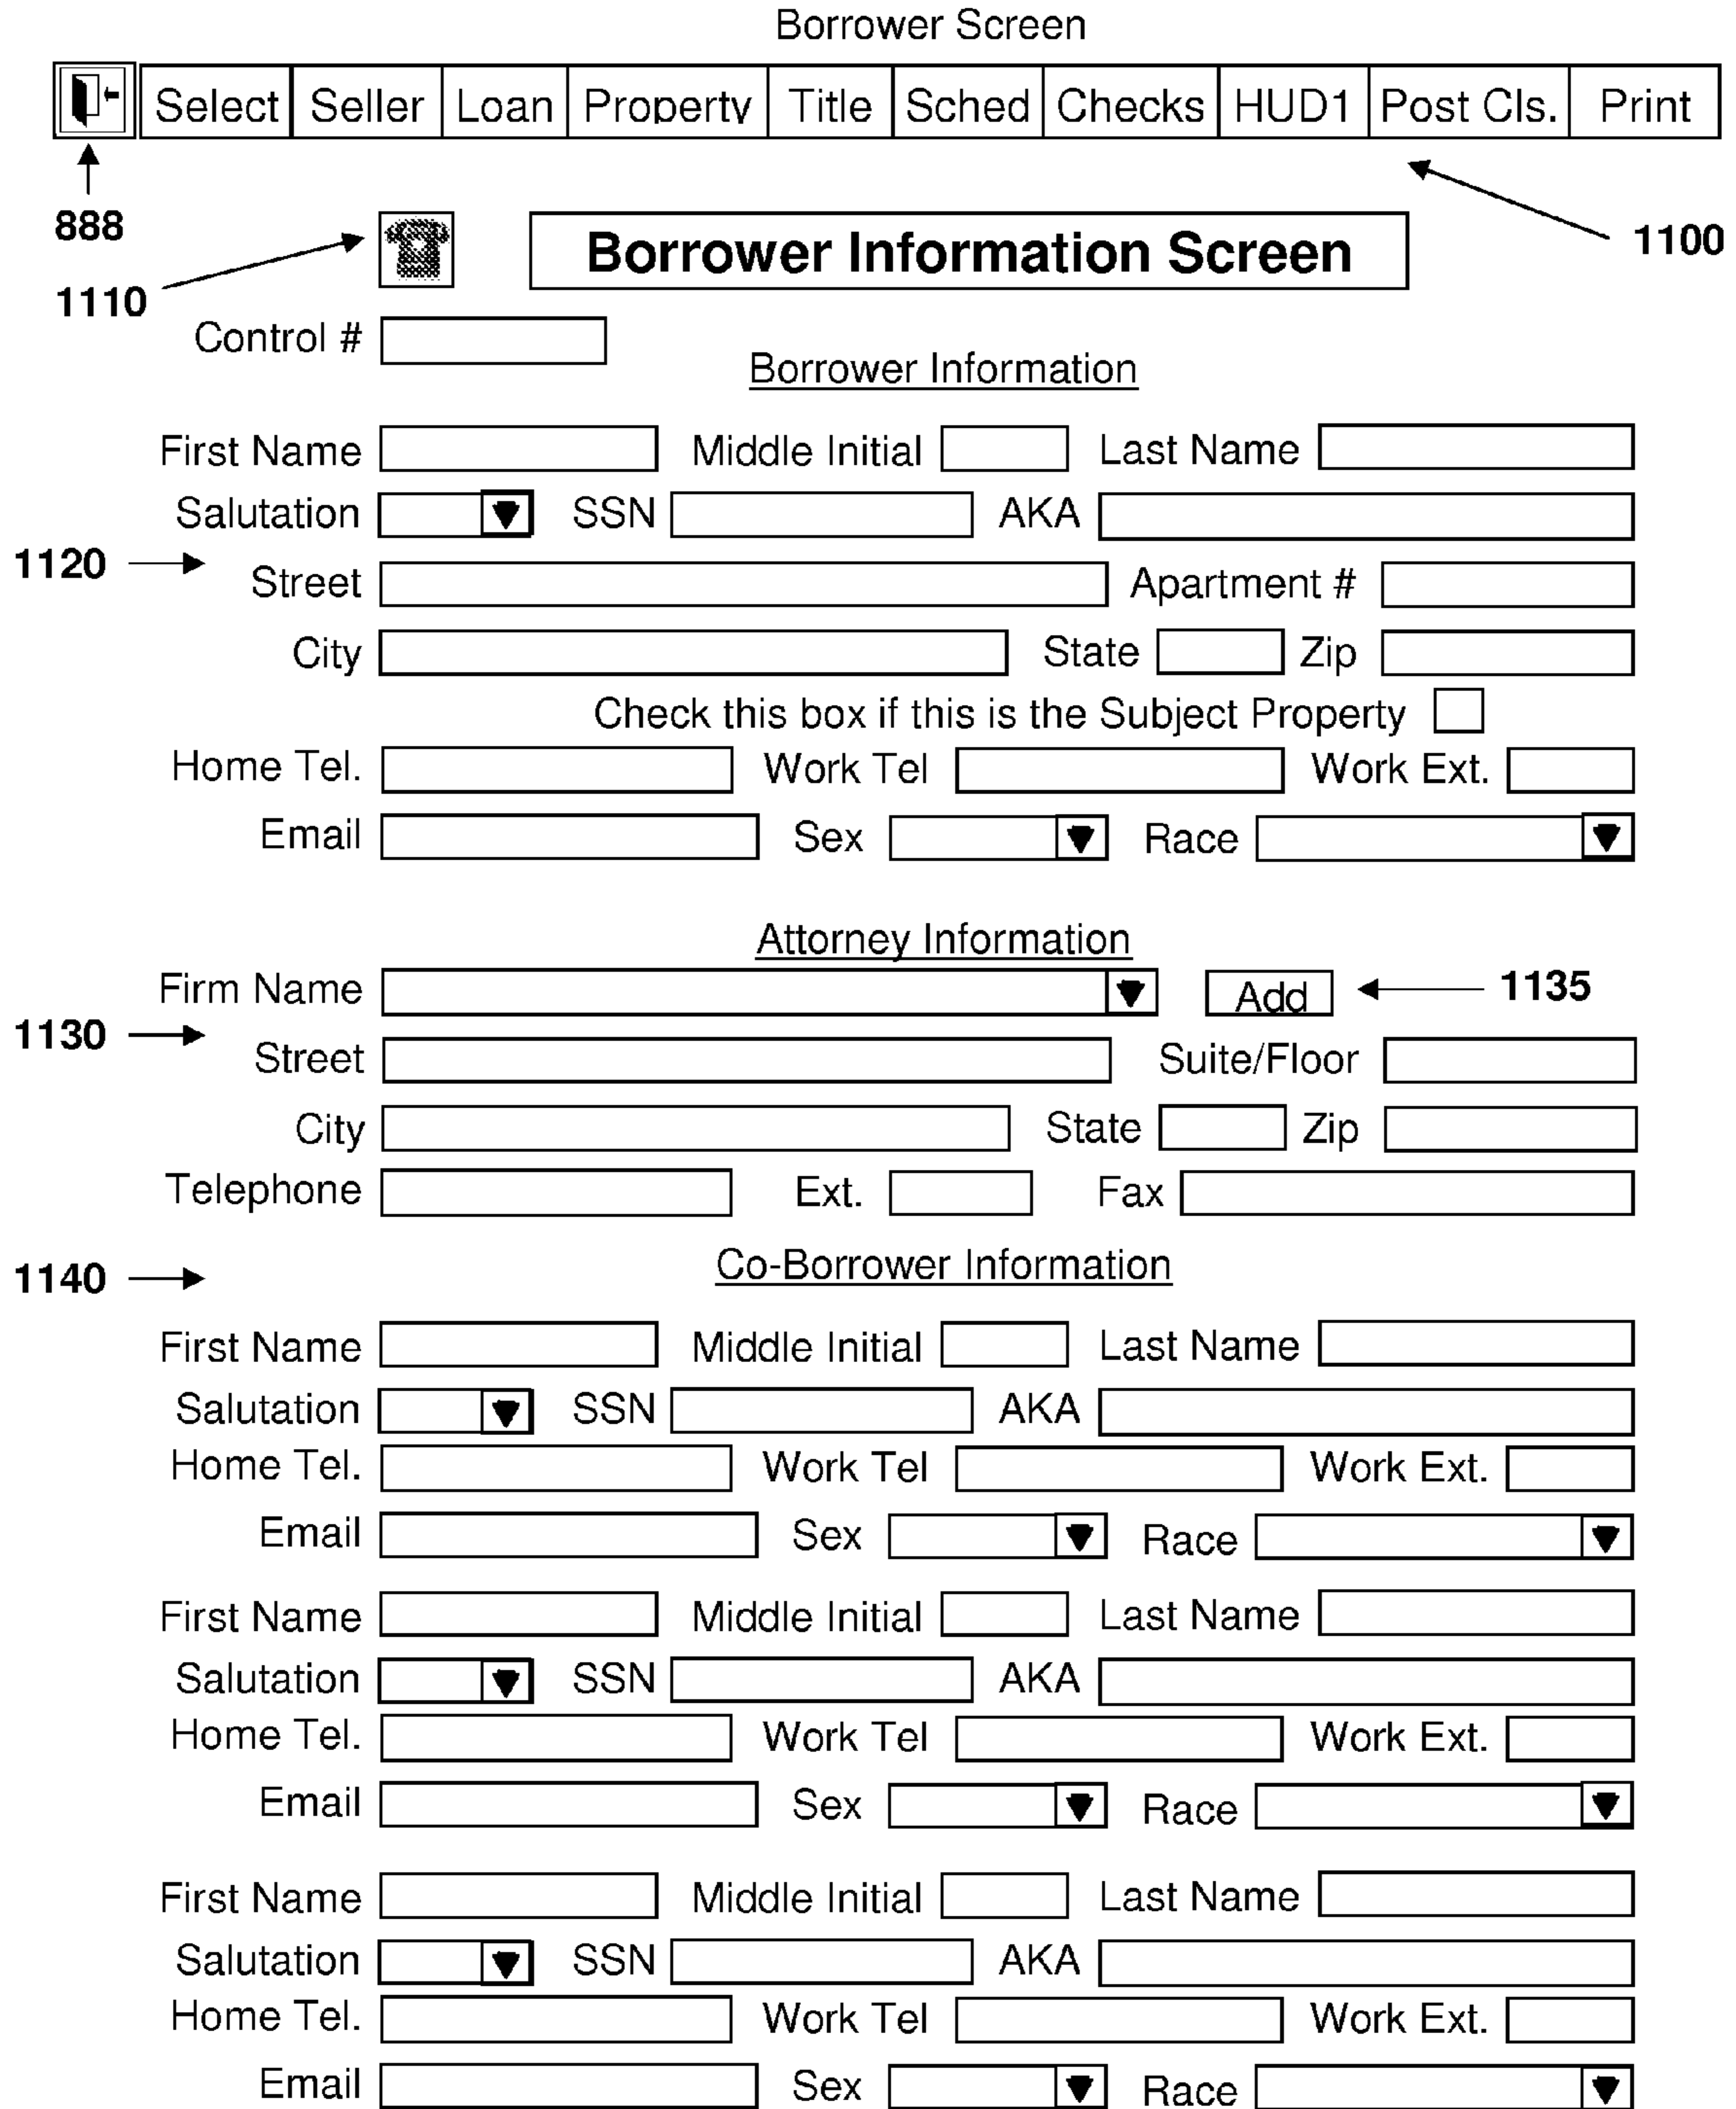 Borrower Screen
Select Seller Loan Property Title Sched Checks HUD1 Post Cls. Print
888
1100
Borrower Information Screen
1110
Control #
Borrower Information
First Name Middle Initial Last Name
Salutation SSN AKA
1120
Street Apartment #
City State Zip
Check this box if this is the Subject Property
Home Tel. Work Tel Work Ext.
Email Sex Race
Attorney Information
Firm Name Add 1135
1130
Street Suite/Floor
City State Zip
Telephone Ext. Fax
1140 Co-Borrower Information
First Name Middle Initial Last Name
Salutation SSN AKA
Home Tel. Work Tel Work Ext.
Email Sex Race
First Name Middle Initial Last Name
Salutation SSN AKA
Home Tel. Work Tel Work Ext.
Email Sex Race
First Name Middle Initial Last Name
Salutation SSN AKA
Home Tel. Work Tel Work Ext.
Email Sex Race